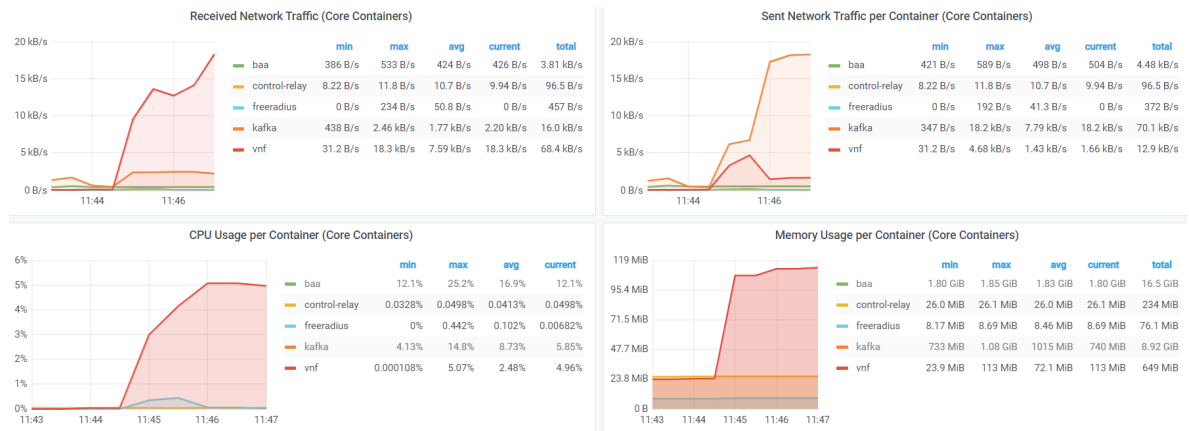 Received Network Traffic (Core Containers)
20 kB/s
15 kB/s
10 kB/s
5 kB/s
0 B/s
11:44 11:46
min max avg current total
baa 386 B/s 533 B/s 424 B/s 426 B/s 3.81 kB/s
control-relay 8.22 B/s 11.8 B/s 10.7 B/s 9.94 B/s 96.5 B/s
freeradius 0 B/s 234 B/s 50.8 B/s 0 B/s 457 B/s
kafka 438 B/s 2.46 kB/s 1.77 kB/s 2.20 kB/s 16.0 kB/s
vnf 31.2 B/s 18.3 kB/s 7.59 kB/s 18.3 kB/s 68.4 kB/s
Sent Network Traffic per Container (Core Containers)
20 kB/s
15 kB/s
10 kB/s
5 kB/s
0 B/s
11:44 11:46
min max avg current total
baa 421 B/s 589 B/s 498 B/s 504 B/s 4.48 kB/s
control-relay 8.22 B/s 11.8 B/s 10.7 B/s 9.94 B/s 96.5 B/s
freeradius 0 B/s 192 B/s 41.3 B/s 0 B/s 372 B/s
kafka 347 B/s 18.2 kB/s 7.79 kB/s 18.2 kB/s 70.1 kB/s
vnf 31.2 B/s 4.68 kB/s 1.43 kB/s 1.66 kB/s 12.9 kB/s
CPU Usage per Container (Core Containers)
6%
5%
4%
3%
2%
1%
0%
11:43 11:44 11:45 11:46 11:47
min max avg current
baa 12.1% 25.2% 16.9% 12.1%
control-relay 0.0328% 0.0498% 0.0413% 0.0498%
freeradius 0% 0.442% 0.102% 0.00682%
kafka 4.13% 14.8% 8.73% 5.85%
vnf 0.000108% 5.07% 2.48% 4.96%
Memory Usage per Container (Core Containers)
119 MiB
95.4 MiB
71.5 MiB
47.7 MiB
23.8 MiB
0 B
11:43 11:44 11:45 11:46 11:47
min max avg current total
baa 1.80 GiB 1.85 GiB 1.83 GiB 1.80 GiB 16.5 GiB
control-relay 26.0 MiB 26.1 MiB 26.0 MiB 26.1 MiB 234 MiB
freeradius 8.17 MiB 8.69 MiB 8.46 MiB 8.69 MiB 76.1 MiB
kafka 733 MiB 1.08 GiB 1015 MiB 740 MiB 8.92 GiB
vnf 23.9 MiB 113 MiB 72.1 MiB 113 MiB 649 MiB